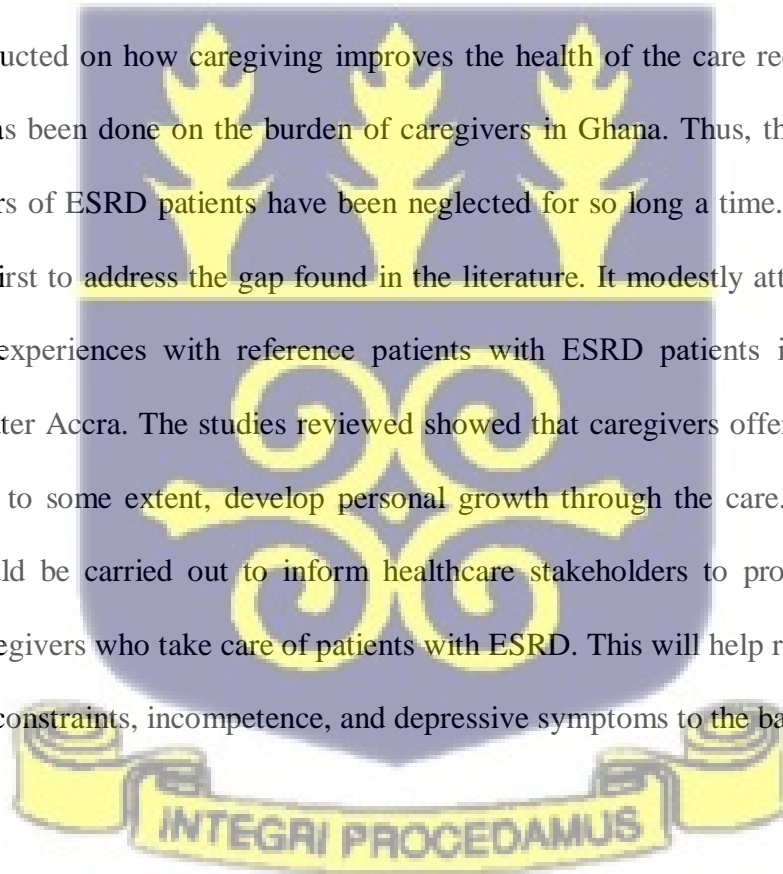 ucted on how caregiving improves the health of the care re
as been done on the burden of caregivers in Ghana. Thus, th
rs of ESRD patients have been neglected for so long a time.
irst to address the gap found in the literature. It modestly att
experiences with reference patients with ESRD patients i
ter Accra. The studies reviewed showed that caregivers offe
to some extent, develop personal growth through the care.
ld be carried out to inform healthcare stakeholders to pro
egivers who take care of patients with ESRD. This will help r
constraints, incompetence, and depressive symptoms to the ba
INTEGRI PROCEDAMUS